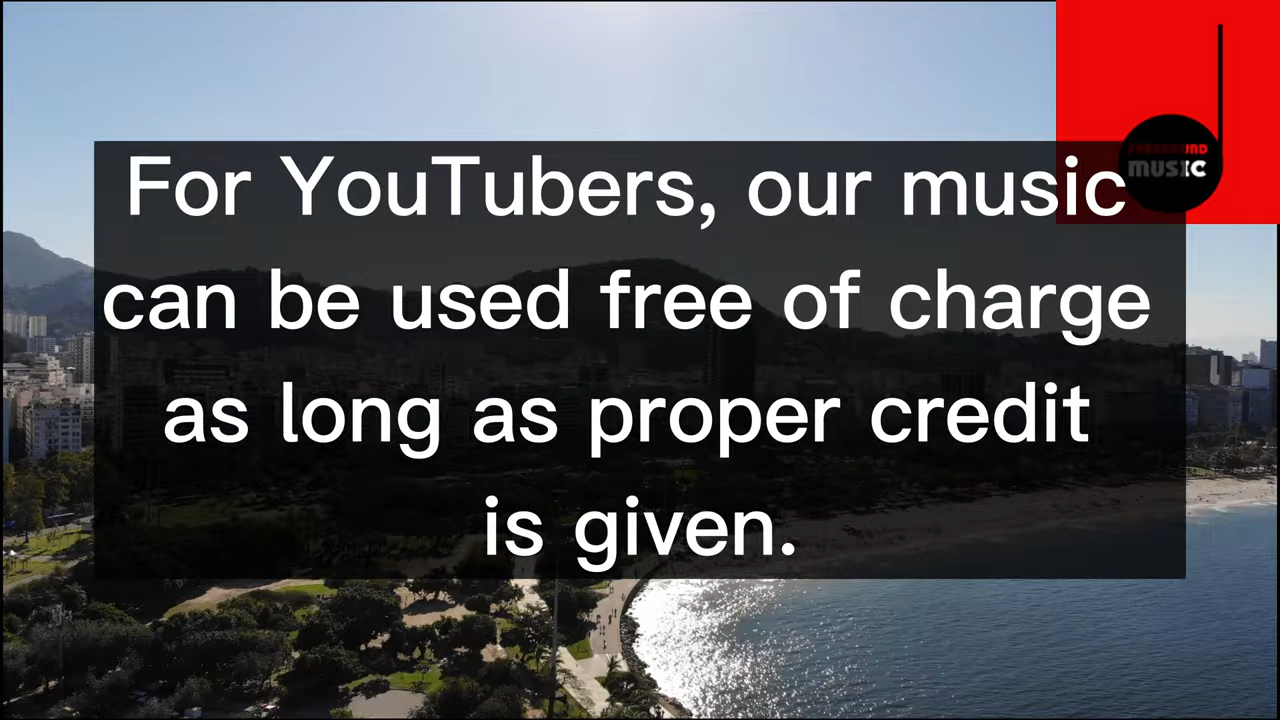 For YouTubers, our music
can be used free of charge
as long as proper credit
is given.
MUSIC